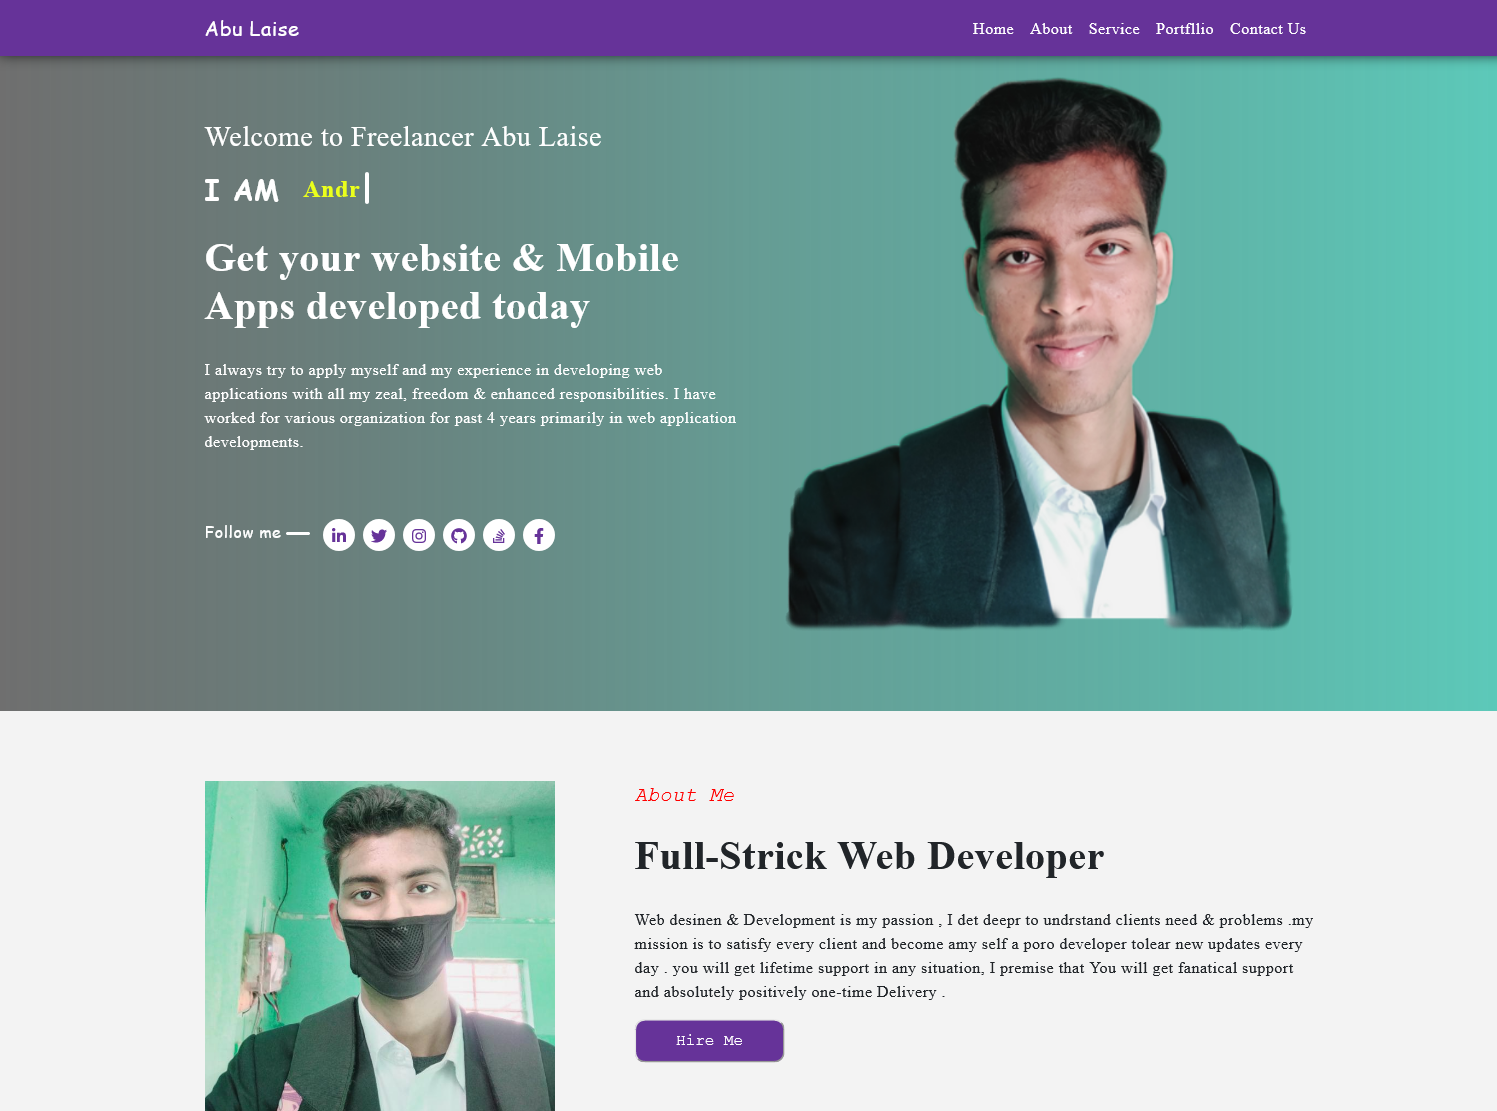 Abu Laise
Home About Service Portfllio Contact Us
Welcome to Freelancer Abu Laise
I AM Andr
Get your website & Mobile
Apps developed today
I always try to apply myself and my experience in developing web
applications with all my zeal, freedom & enhanced responsibilities. I have
worked for various organization for past 4 years primarily in web application
developments.
Follow me
About Me
Full-Strick Web Developer
Web desinen & Development is my passion , I det deepr to undrstand clients need & problems .my
mission is to satisfy every client and become amy self a poro developer tolear new updates every
day . you will get lifetime support in any situation, I premise that You will get fanatical support
and absolutely positively one-time Delivery .
Hire Me